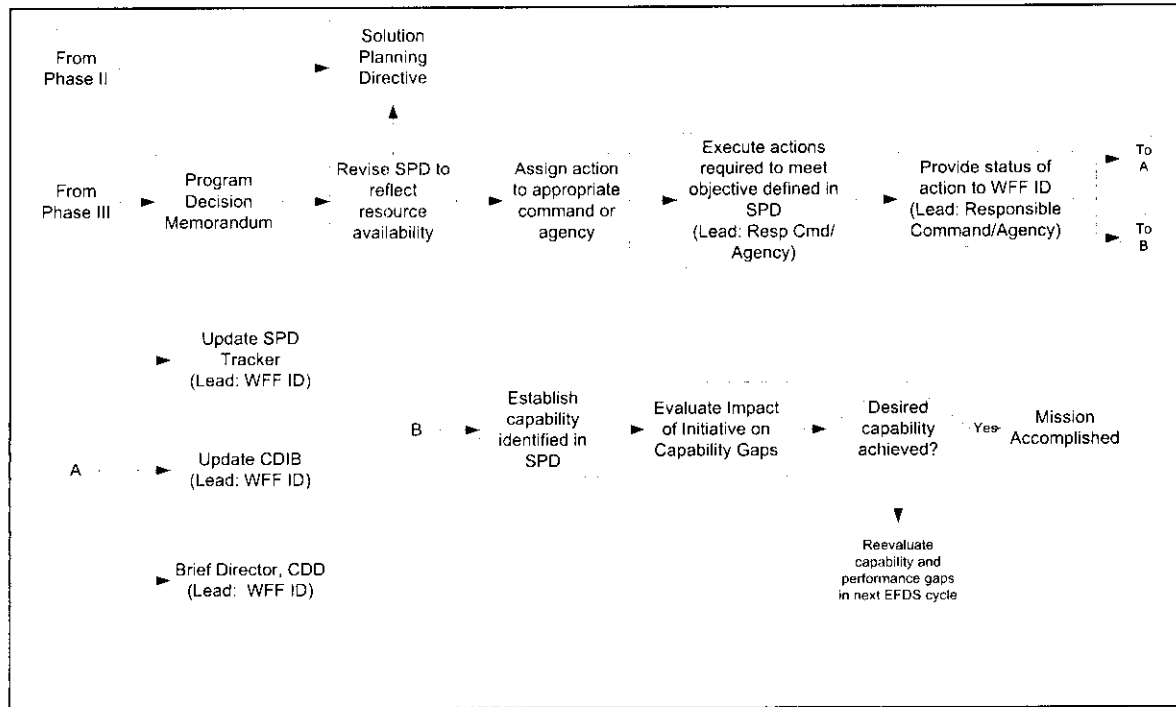 From
Phase II
Solution
Planning
Directive
From
Phase III
Program
Decision
Memorandum
Revise SPD to
reflect
resource
availability
Assign action
to appropriate
command or
agency
Execute actions
required to meet
objective defined in
SPD
(Lead: Resp Cmd/
Agency)
Provide status of
action to WFF ID
(Lead: Responsible
Command/Agency)
To
A
To
B
Update SPD
Tracker
(Lead: WFF ID)
A
Update CDIB
(Lead: WFF ID)
Brief Director, CDD
(Lead: WFF ID)
B
Establish
capability
identified in
SPD
Evaluate Impact
of Initiative on
Capability Gaps
Desired
capability
achieved?
Yes
Mission
Accomplished
Reevaluate
capability and
performance gaps
in next EFDS cycle